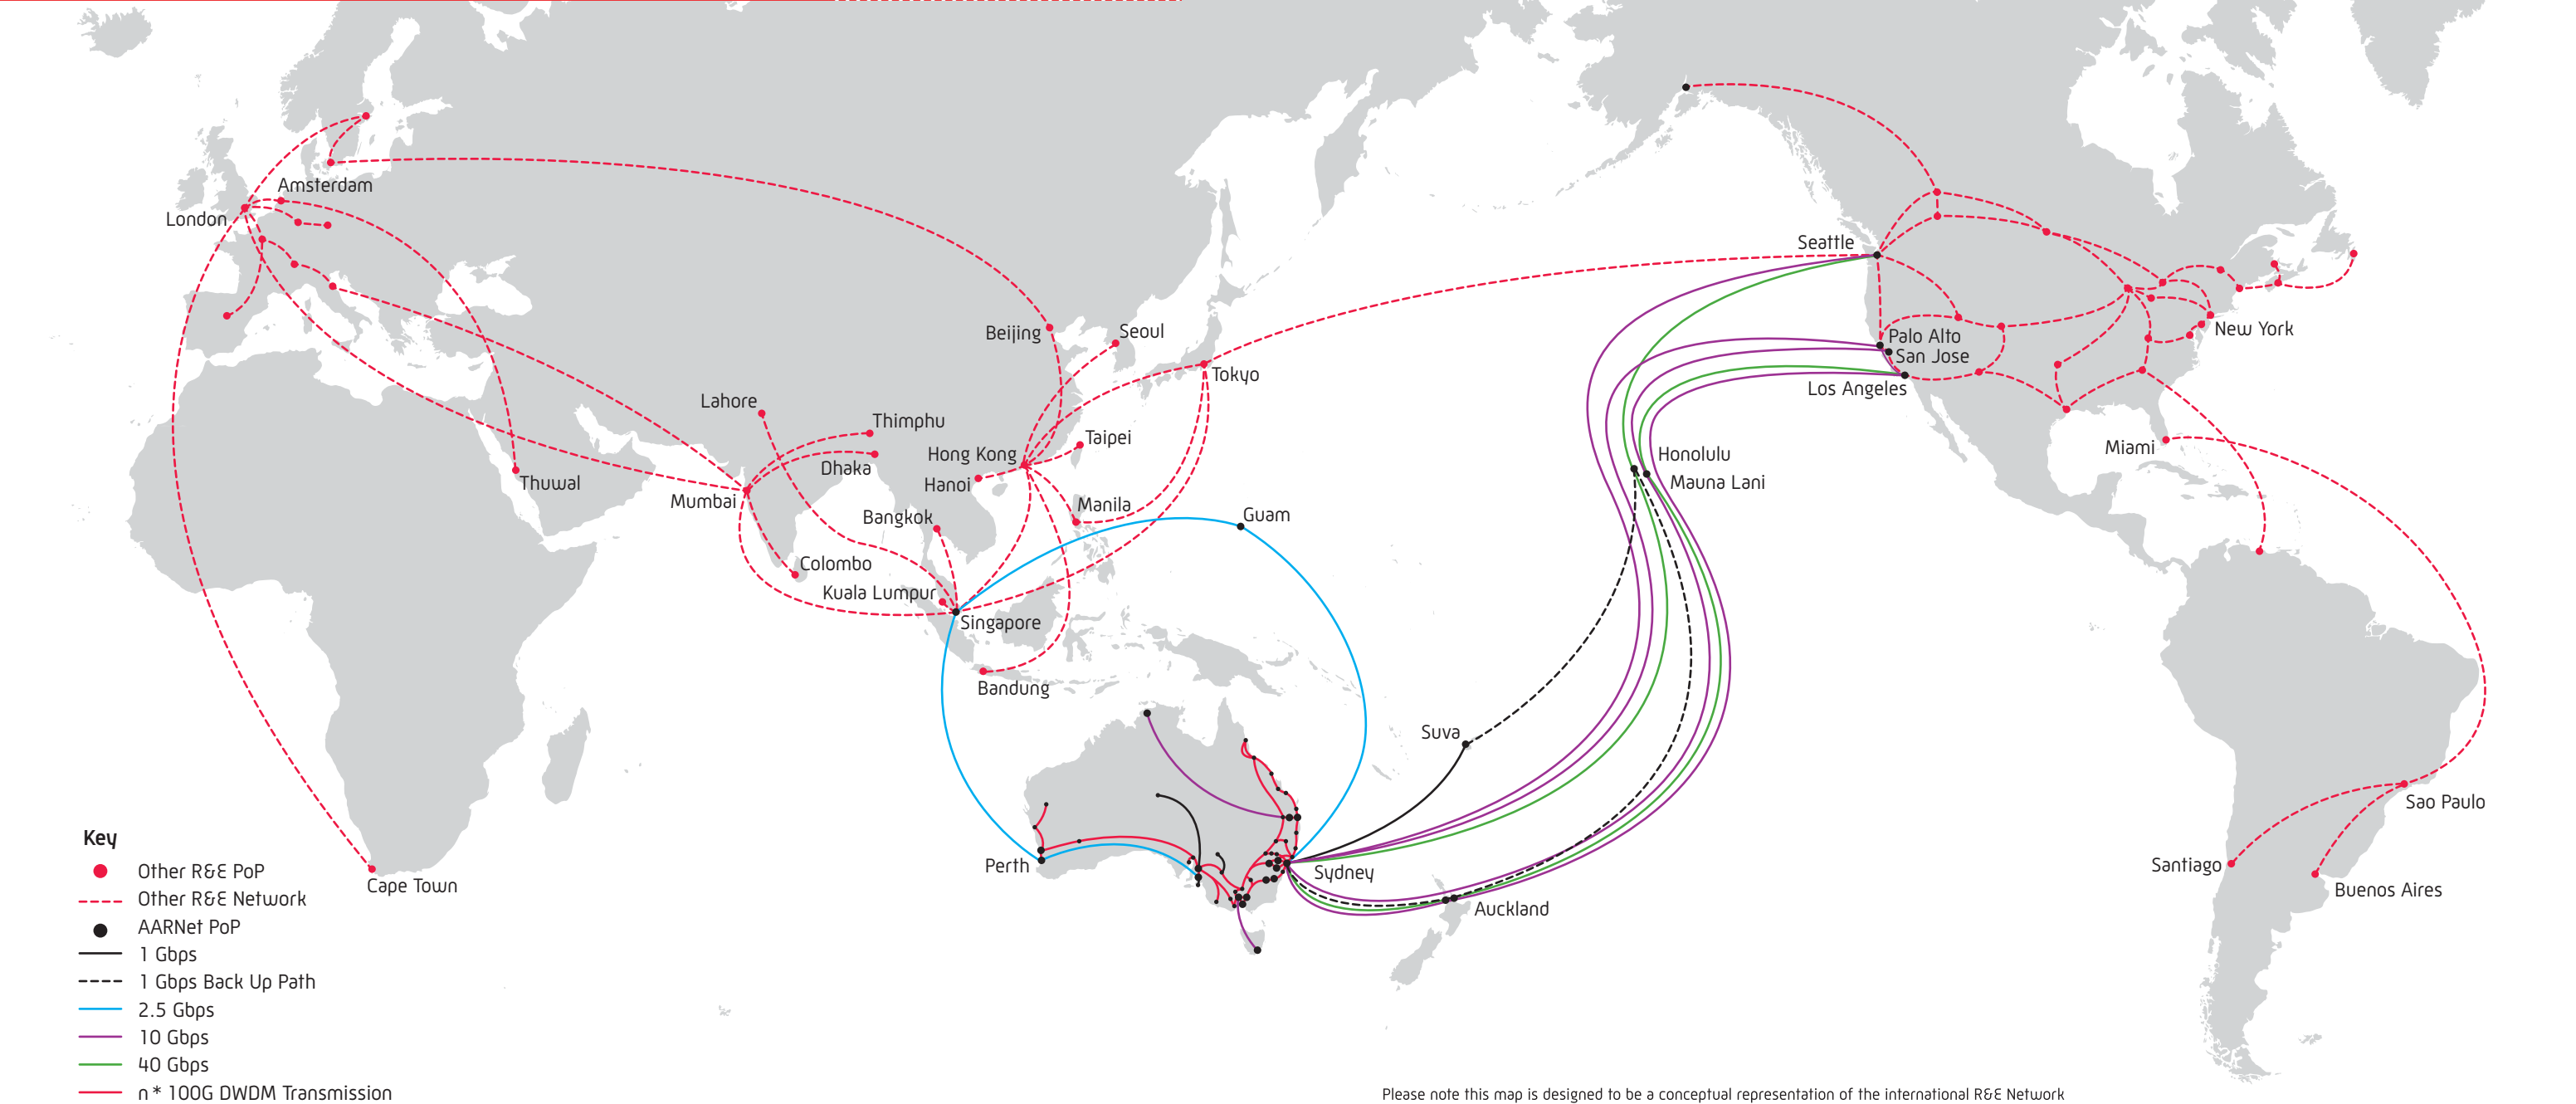 Amsterdam
London
Seattle
Beijing
Seoul
Tokyo
Palo Alto
San Jose
New York
Los Angeles
Lahore
Thimphu
Taipei
Hong Kong
Dhaka
Hanoi
Thuwal
Mumbai
Manila
Bangkok
Guam
Honolulu
Mauna Lani
Miami
Colombo
Kuala Lumpur
Singapore
Bandung
Suva
Sao Paulo
Perth
Sydney
Santiago
Cape Town
Auckland
Buenos Aires
Key
Other R&E PoP
Other R&E Network
AARNet PoP
1 Gbps
1 Gbps Back Up Path
2.5 Gbps
10 Gbps
40 Gbps
n* 100G DWDM Transmission
Please note this map is designed to be a conceptual representation of the international R&E Network